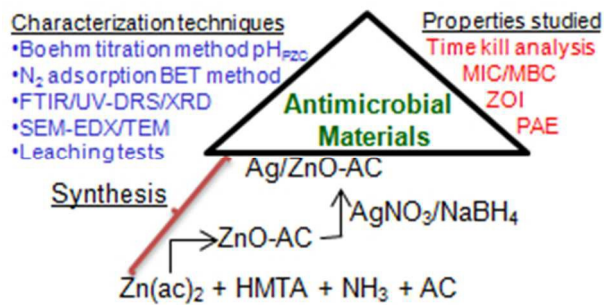 Characterization techniques
•Boehm titration method pHPZC
•N2 adsorption BET method
•FTIR/UV-DRS/XRD
•SEM-EDX/TEM
•Leaching tests
Properties studied
Time kill analysis
MIC/MBC
ZOI
PAE
Antimicrobial
Materials
Ag/ZnO-AC
Synthesis
AgNO3/NaBH4
ZnO-AC
Zn(ac)2 + HMTA + NH3 + AC